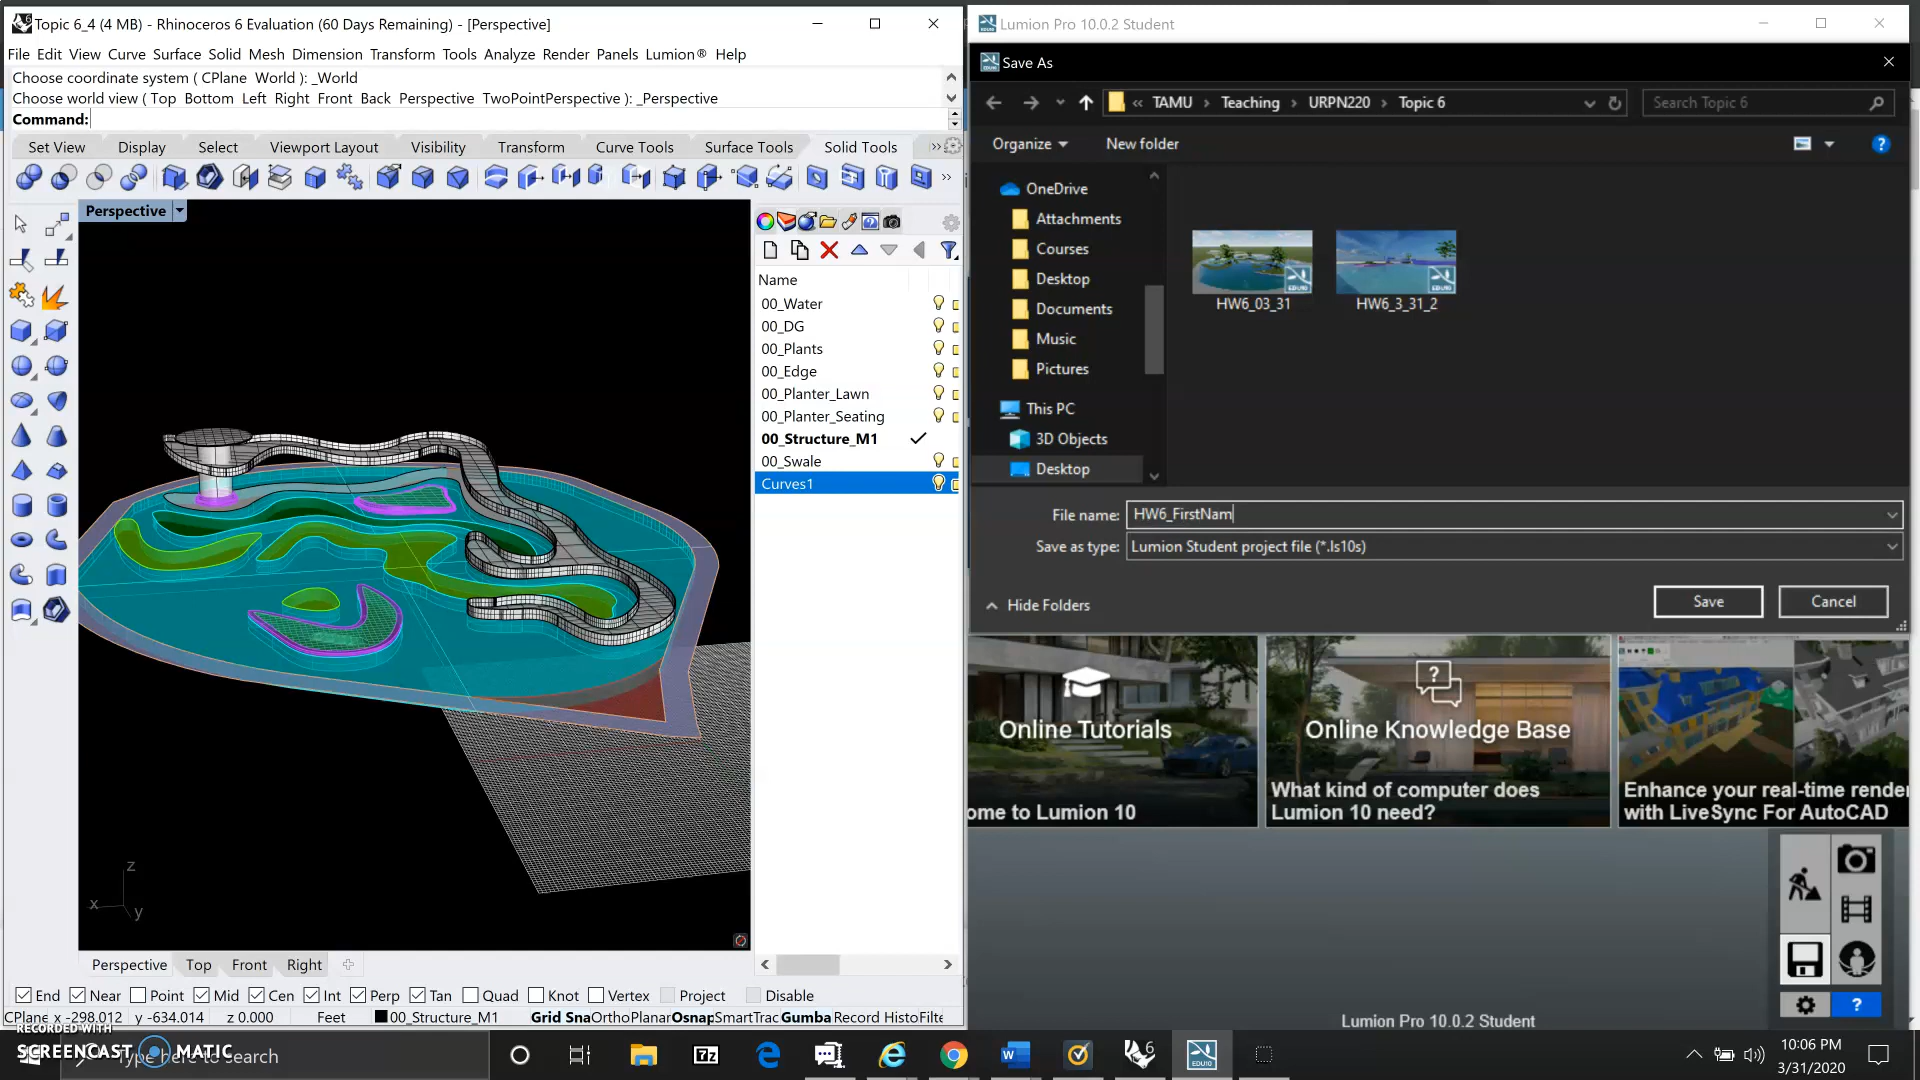 Topic 6_4 (4 MB) - Rhinoceros 6 Evaluation (60 Days Remaining) - [Perspective]
File Edit View Curve Surface Solid Mesh Dimension Transform Tools Analyze Render Panels Lumion® Help
Choose coordinate system ( CPlane World ): _World
Choose world view ( Top Bottom Left Right Front Back Perspective TwoPointPerspective ): _Perspective
Command:
Set View Display Select Viewport Layout Visibility Transform Curve Tools Surface Tools Solid Tools
Perspective
Name
00_Water
00_DG
00_Plants
00_Edge
00_Planter_Lawn
00_Planter_Seating
00_Structure_M1
00_Swale
Curves1
z
x
y
Perspective Top Front Right
End Near Point Mid Cen Int Perp Tan Quad Knot Vertex Project Disable
CPlane x -298.012 y -634.014 z 0.000 Feet 00_Structure_M1 Grid Sna Ortho Planar Osnap SmartTrac Gumba Record Histo Filte
Lumion Pro 10.0.2 Student
Save As
« TAMU › Teaching › URPN220 › Topic 6
Search Topic 6
Organize New folder
OneDrive
Attachments
Courses
Desktop
Documents
Music
Pictures
This PC
3D Objects
Desktop
HW6_03_31
HW6_3_31_2
EDU10
EDU10
File name: HW6_FirstNam
Save as type: Lumion Student project file (*.ls10s)
Hide Folders
Save
Cancel
Online Tutorials
ome to Lumion 10
Online Knowledge Base
What kind of computer does
Lumion 10 need?
Enhance your real-time rende
with LiveSync For AutoCAD
?
Lumion Pro 10.0.2 Student
RECORDED WITH
SCREENCAST MATIC
Type here to search
7z
EDU10
10:06 PM
3/31/2020